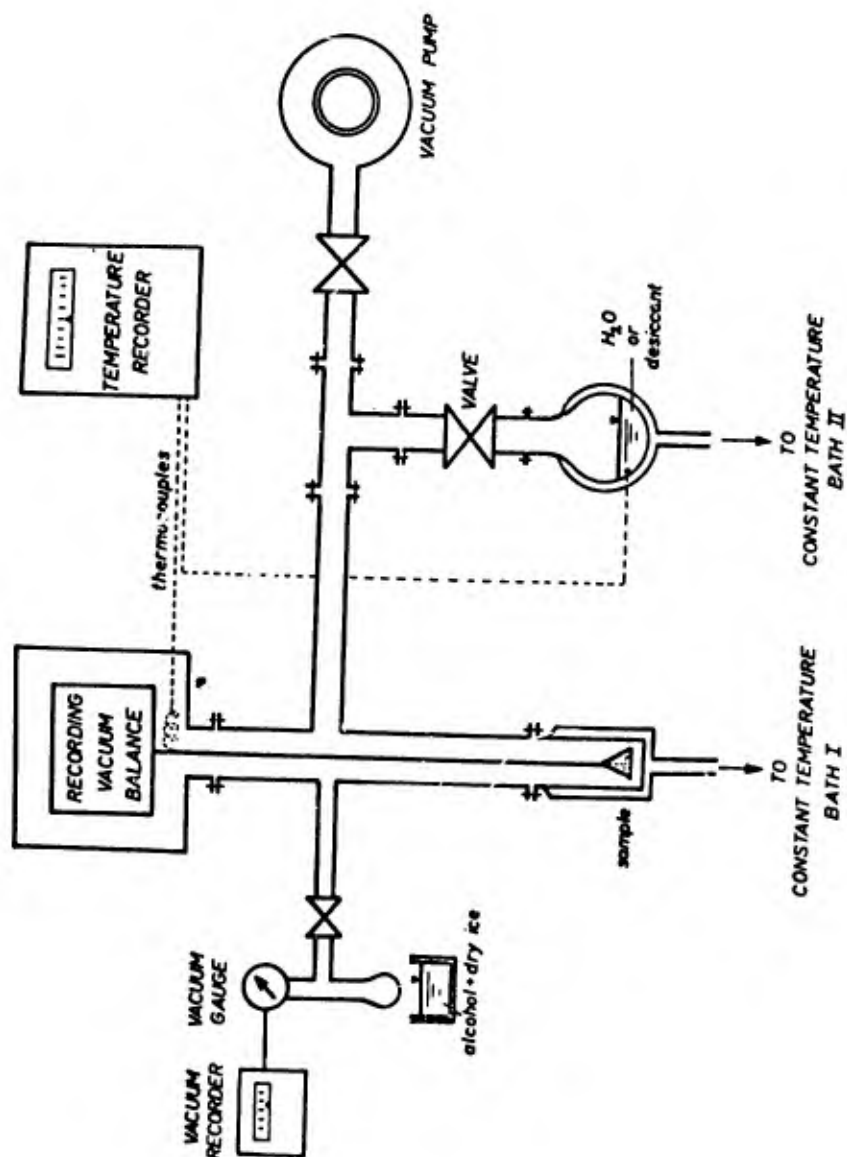 VACUUM PUMP
TEMPERATURE
RECORDER
thermocouples
VALVE
H₂O
or
desiccant
TO
CONSTANT TEMPERATURE
BATH II
RECORDING
VACUUM
BALANCE
sample
TO
CONSTANT TEMPERATURE
BATH I
VACUUM
GAUGE
alcohol + dry ice
VACUUM
RECORDER